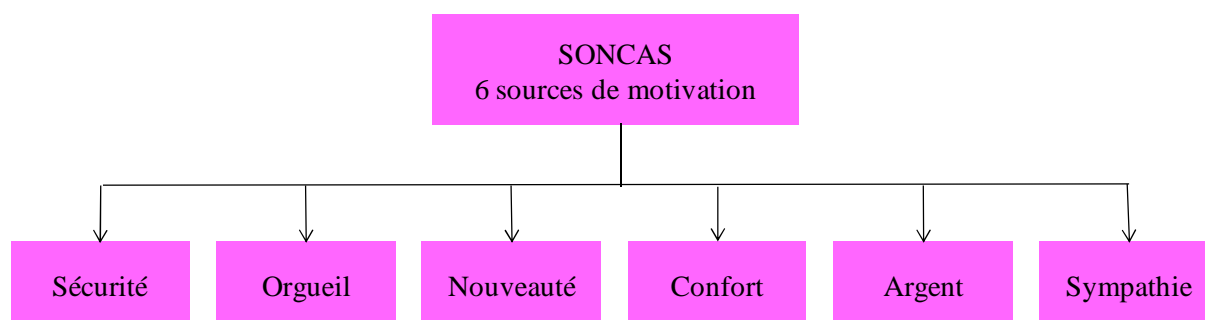 SONCAS
6 sources de motivation
Sécurité
Orgueil
Nouveauté
Confort
Argent
Sympathie